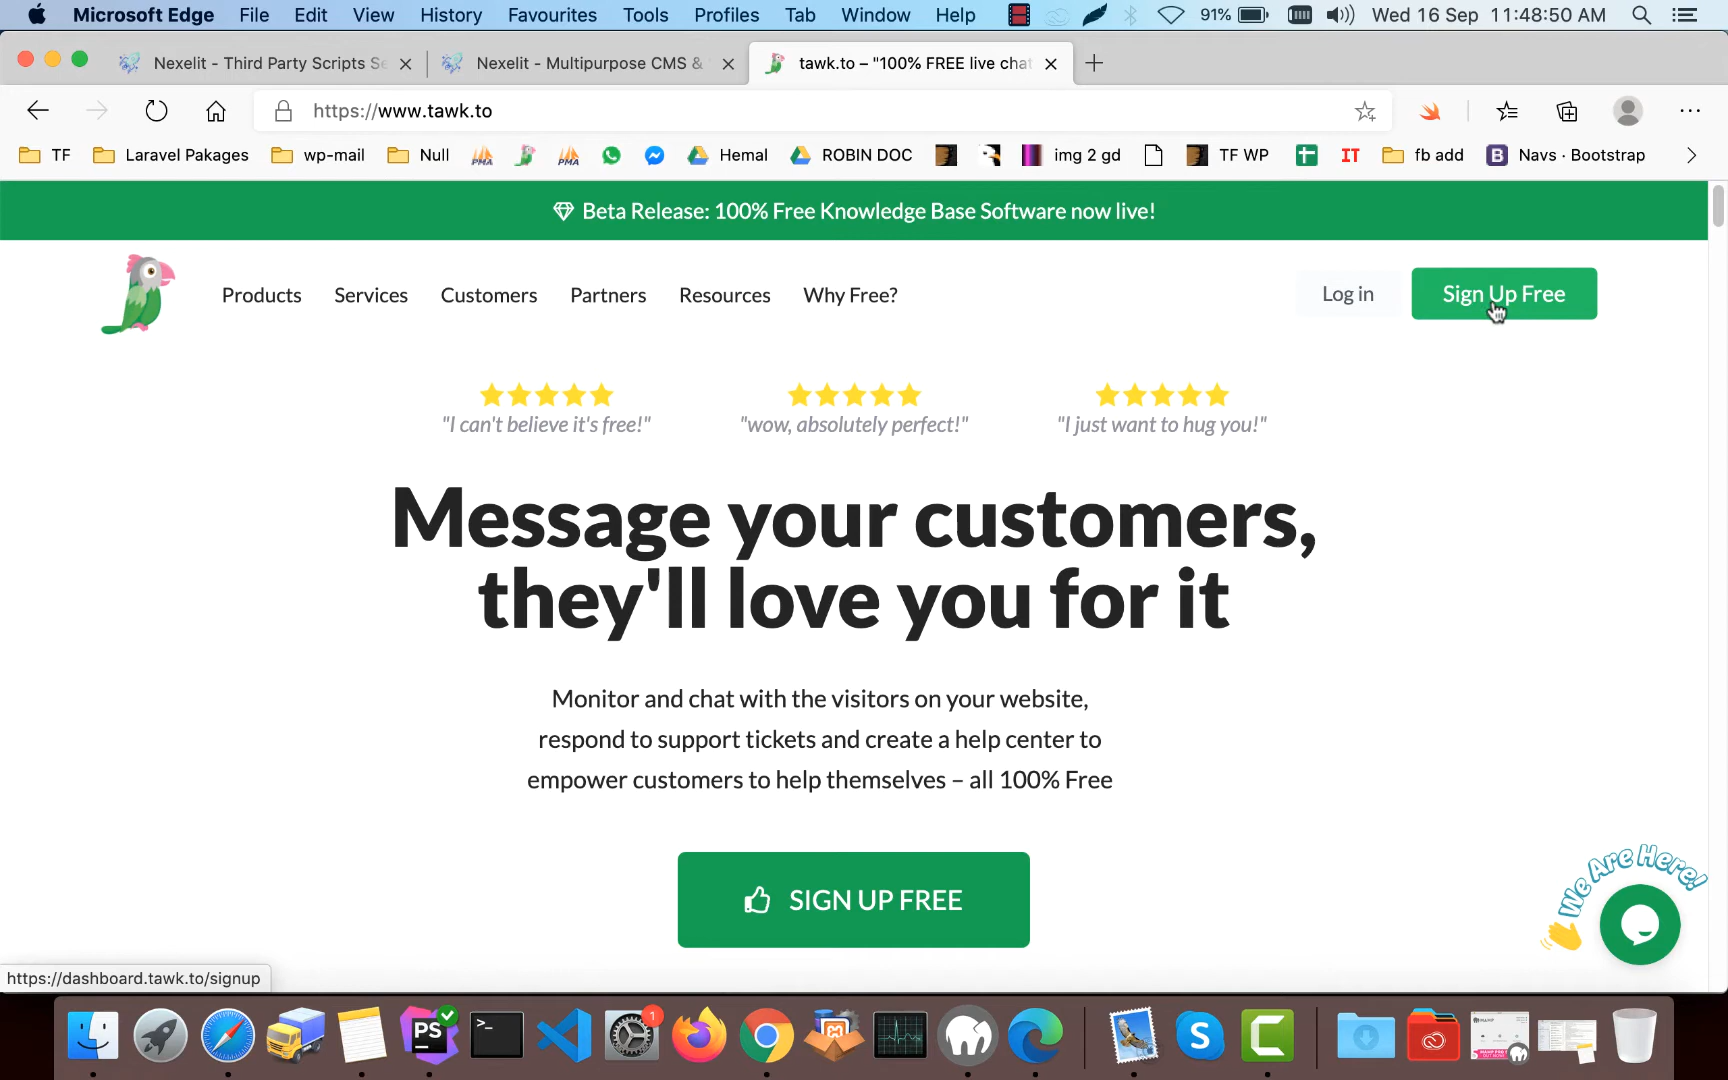 Microsoft Edge File Edit View History Favourites Tools Profiles Tab Window Help 91% Wed 16 Sep 11:48:50 AM
Nexelit - Third Party Scripts Se
Nexelit - Multipurpose CMS &
tawk.to – "100% FREE live chat
https://www.tawk.to
TF Laravel Pakages wp-mail Null PMA PMA Hemal ROBIN DOC img 2 gd TF WP IT fb add B Navs · Bootstrap
Beta Release: 100% Free Knowledge Base Software now live!
Products Services Customers Partners Resources Why Free? Log in Sign Up Free
"I can't believe it's free!" "wow, absolutely perfect!" "I just want to hug you!"
Message your customers,
they'll love you for it
Monitor and chat with the visitors on your website,
respond to support tickets and create a help center to
empower customers to help themselves – all 100% Free
SIGN UP FREE
We Are Here!
https://dashboard.tawk.to/signup
PS >_ 1 S C